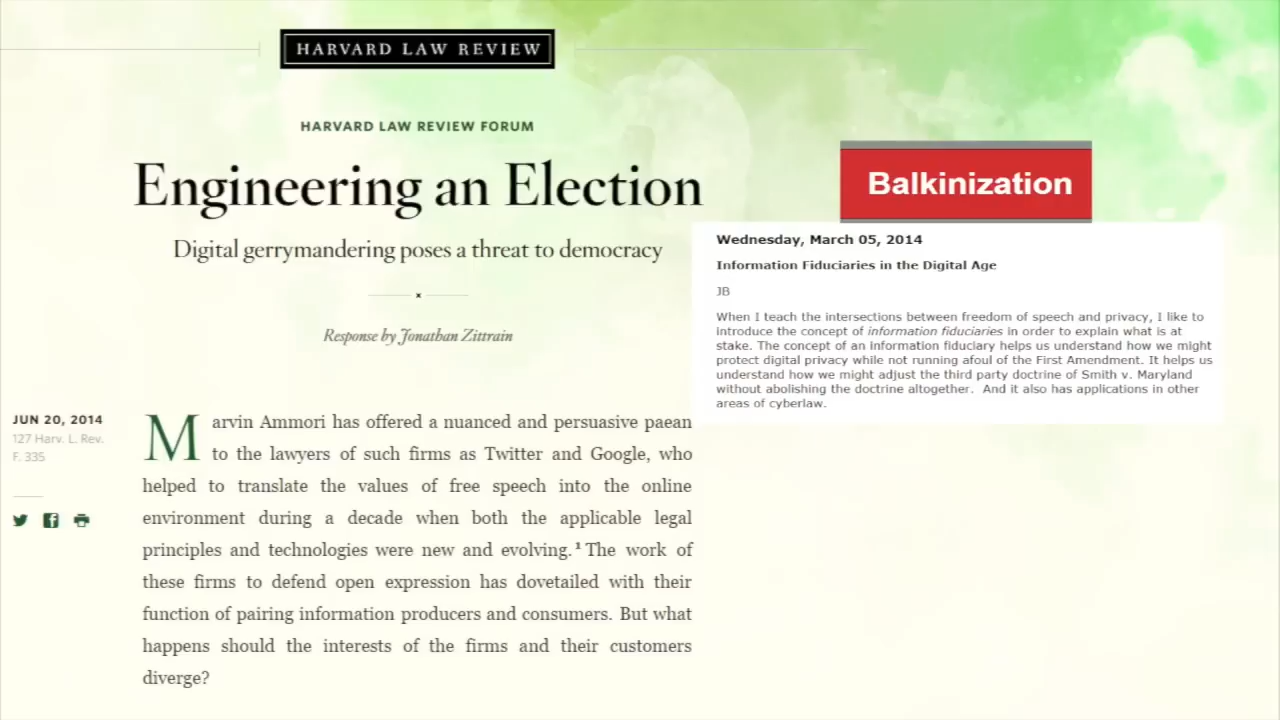 HARVARD LAW REVIEW
HARVARD LAW REVIEW FORUM
Engineering an Election
Digital gerrymandering poses a threat to democracy
Response by Jonathan Zittrain
JUN 20, 2014
127 Harv. L. Rev.
F. 335
Marvin Ammori has offered a nuanced and persuasive paean
to the lawyers of such firms as Twitter and Google, who
helped to translate the values of free speech into the online
environment during a decade when both the applicable legal
principles and technologies were new and evolving.¹ The work of
these firms to defend open expression has dovetailed with their
function of pairing information producers and consumers. But what
happens should the interests of the firms and their customers
diverge?
Balkinization
Wednesday, March 05, 2014
Information Fiduciaries in the Digital Age
JB
When I teach the intersections between freedom of speech and privacy, I like to
introduce the concept of information fiduciaries in order to explain what is at
stake. The concept of an information fiduciary helps us understand how we might
protect digital privacy while not running afoul of the First Amendment. It helps us
understand how we might adjust the third party doctrine of Smith v. Maryland
without abolishing the doctrine altogether. And it also has applications in other
areas of cyberlaw.